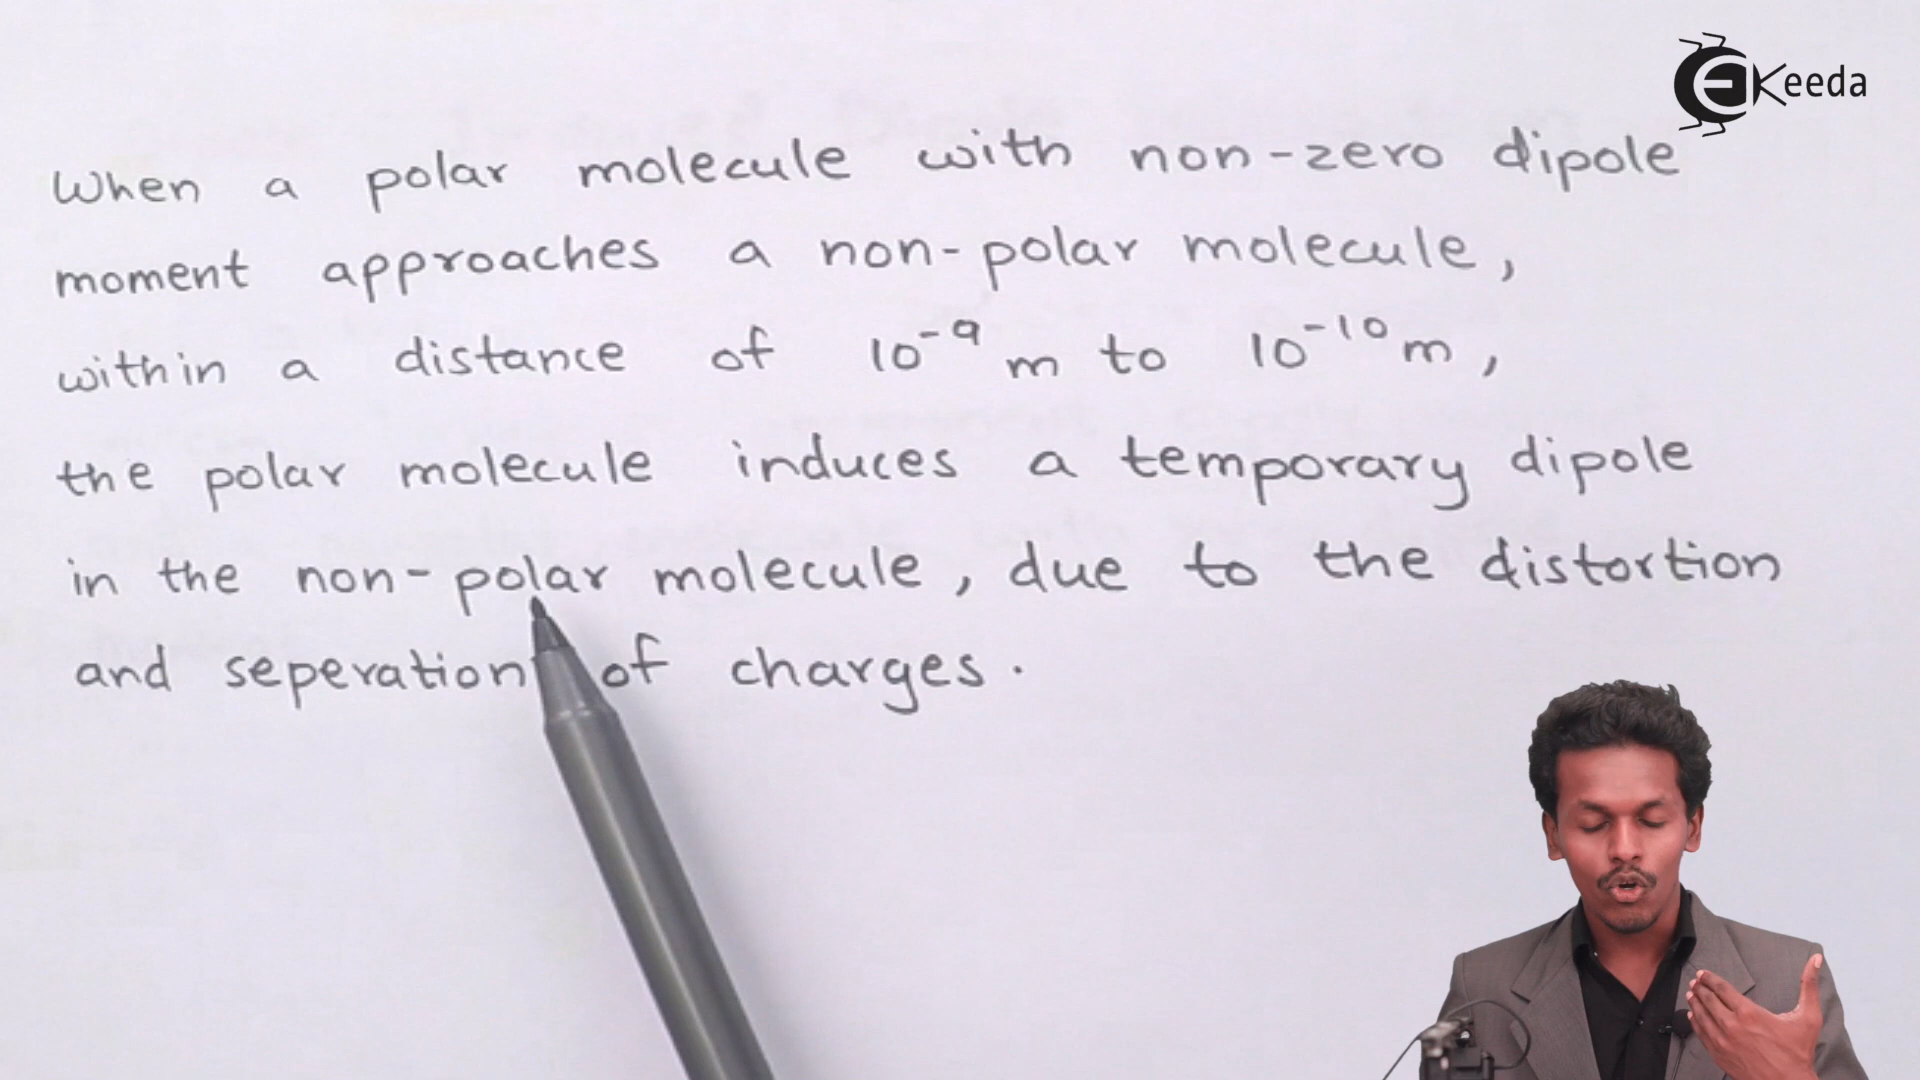 EKeeda
When a polar molecule with non-zero dipole
moment approaches a non-polar molecule,
within a distance of 10⁻⁹ m to 10⁻¹⁰ m,
the polar molecule induces a temporary dipole
in the non-polar molecule, due to the distortion
and seperation of charges.